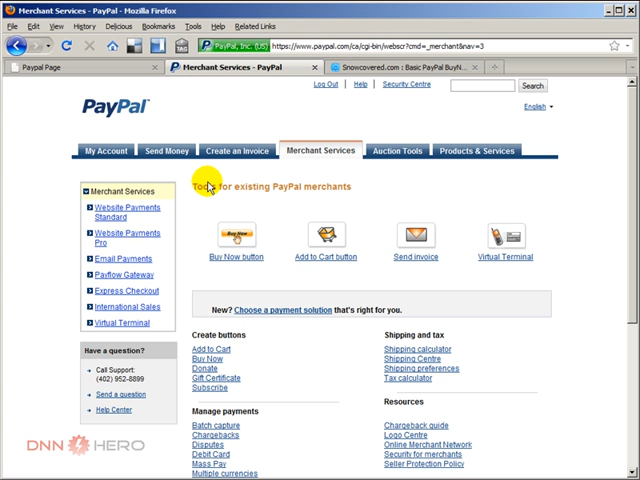 Merchant Services - PayPal - Mozilla Firefox
File Edit View History Delicious Bookmarks Tools Help Related Links
TAG PayPal, Inc. (US) https://www.paypal.com/ca/cgi-bin/webscr?cmd=_merchant&nav=3
Paypal Page Merchant Services - PayPal Snowcovered.com : Basic PayPal BuyN...
Log Out | Help | Security Centre Search
PayPal
English
My Account Send Money Create an Invoice Merchant Services Auction Tools Products & Services
Merchant Services
Website Payments
Standard
Website Payments
Pro
Email Payments
Payflow Gateway
Express Checkout
International Sales
Virtual Terminal
Have a question?
Call Support:
(402) 952-8899
Send a question
Help Center
Tools for existing PayPal merchants
Buy Now
Buy Now button Add to Cart button Send invoice Virtual Terminal
New? Choose a payment solution that's right for you.
Create buttons
Add to Cart
Buy Now
Donate
Gift Certificate
Subscribe
Manage payments
Batch capture
Chargebacks
Disputes
Debit Card
Mass Pay
Multiple currencies
Shipping and tax
Shipping calculator
Shipping Centre
Shipping preferences
Tax calculator
Resources
Chargeback guide
Logo Centre
Online Merchant Network
Security for merchants
Seller Protection Policy
DNN HERO